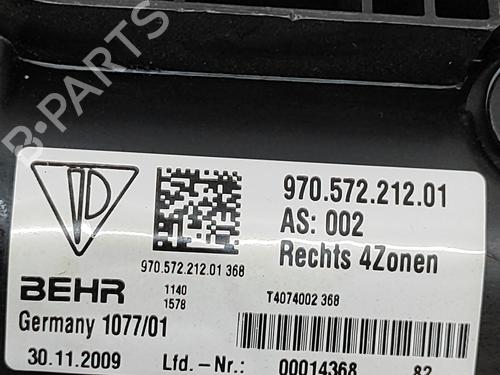 B-PARTS
970.572.212.01
AS: 002
Rechts 4Zonen
970.572.212.01 368
1140
1578
T4074002 368
BEHR
Germany 1077/01
30.11.2009 Lfd.-Nr.: 00014368 82